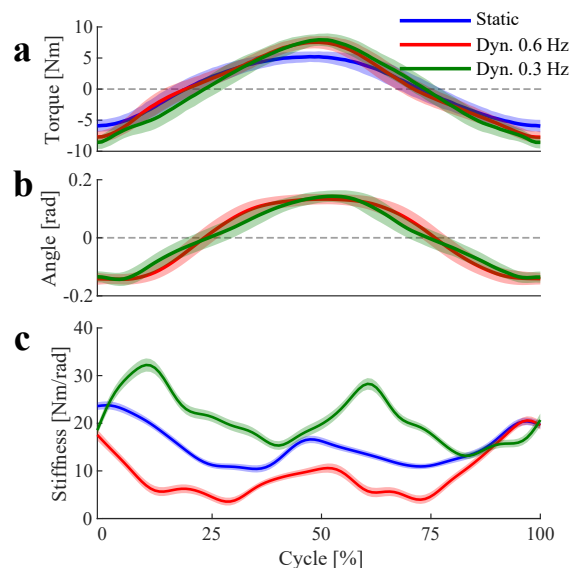 Static
Dyn. 0.6 Hz
Dyn. 0.3 Hz
a
Torque [Nm]
10
5
0
-5
-10
b
Angle [rad]
0.2
0
-0.2
c
Stiffness [Nm/rad]
40
30
20
10
0
0 25 50 75 100
Cycle [%]